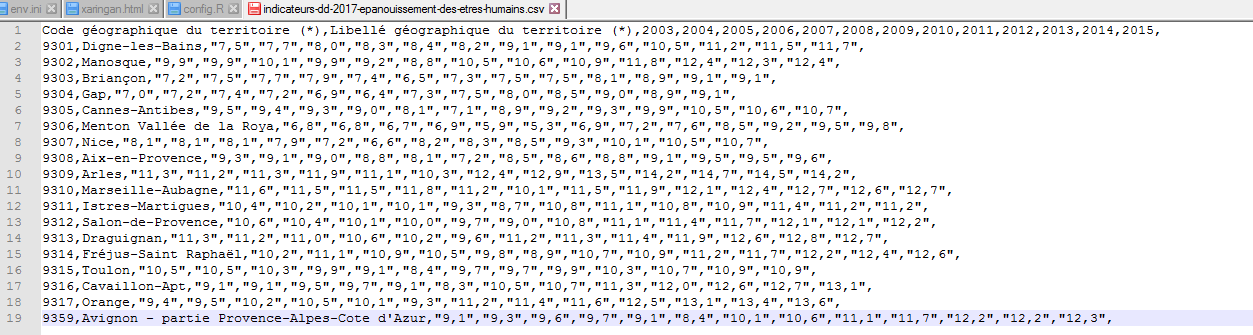 env.ini xaringan.html config.R indicateurs-dd-2017-epanouissement-des-etres-humains.csv
1 Code géographique du territoire (*),Libellé géographique du territoire (*),2003,2004,2005,2006,2007,2008,2009,2010,2011,2012,2013,2014,2015,
2 9301,Digne-les-Bains,"7,5","7,7","8,0","8,3","8,4","8,2","9,1","9,1","9,6","10,5","11,2","11,5","11,7",
3 9302,Manosque,"9,9","9,9","10,1","9,9","9,2","8,8","10,5","10,6","10,9","11,8","12,4","12,3","12,4",
4 9303,Briançon,"7,2","7,5","7,7","7,9","7,4","6,5","7,3","7,5","7,5","8,1","8,9","9,1","9,1",
5 9304,Gap,"7,0","7,2","7,4","7,2","6,9","6,4","7,3","7,5","8,0","8,5","9,0","8,9","9,1",
6 9305,Cannes-Antibes,"9,5","9,4","9,3","9,0","8,1","7,1","8,9","9,2","9,3","9,9","10,5","10,6","10,7",
7 9306,Menton Vallée de la Roya,"6,8","6,8","6,7","6,9","5,9","5,3","6,9","7,2","7,6","8,5","9,2","9,5","9,8",
8 9307,Nice,"8,1","8,1","8,1","7,9","7,2","6,6","8,2","8,3","8,5","9,3","10,1","10,5","10,7",
9 9308,Aix-en-Provence,"9,3","9,1","9,0","8,8","8,1","7,2","8,5","8,6","8,8","9,1","9,5","9,5","9,6",
10 9309,Arles,"11,3","11,2","11,3","11,9","11,1","10,3","12,4","12,9","13,5","14,2","14,7","14,5","14,2",
11 9310,Marseille-Aubagne,"11,6","11,5","11,5","11,8","11,2","10,1","11,5","11,9","12,1","12,4","12,7","12,6","12,7",
12 9311,Istres-Martigues,"10,4","10,2","10,1","10,1","9,3","8,7","10,8","11,1","10,8","10,9","11,4","11,2","11,2",
13 9312,Salon-de-Provence,"10,6","10,4","10,1","10,0","9,7","9,0","10,8","11,1","11,4","11,7","12,1","12,1","12,2",
14 9313,Draguignan,"11,3","11,2","11,0","10,6","10,2","9,6","11,2","11,3","11,4","11,9","12,6","12,8","12,7",
15 9314,Fréjus-Saint Raphaël,"10,2","11,1","10,9","10,5","9,8","8,9","10,7","10,9","11,2","11,7","12,2","12,4","12,6",
16 9315,Toulon,"10,5","10,5","10,3","9,9","9,1","8,4","9,7","9,7","9,9","10,3","10,7","10,9","10,9",
17 9316,Cavaillon-Apt,"9,1","9,1","9,5","9,7","9,1","8,3","10,5","10,7","11,3","12,0","12,6","12,7","13,1",
18 9317,Orange,"9,4","9,5","10,2","10,5","10,1","9,3","11,2","11,4","11,6","12,5","13,1","13,4","13,6",
19 9359,Avignon - partie Provence-Alpes-Cote d'Azur,"9,1","9,3","9,6","9,7","9,1","8,4","10,1","10,6","11,1","11,7","12,2","12,2","12,3",